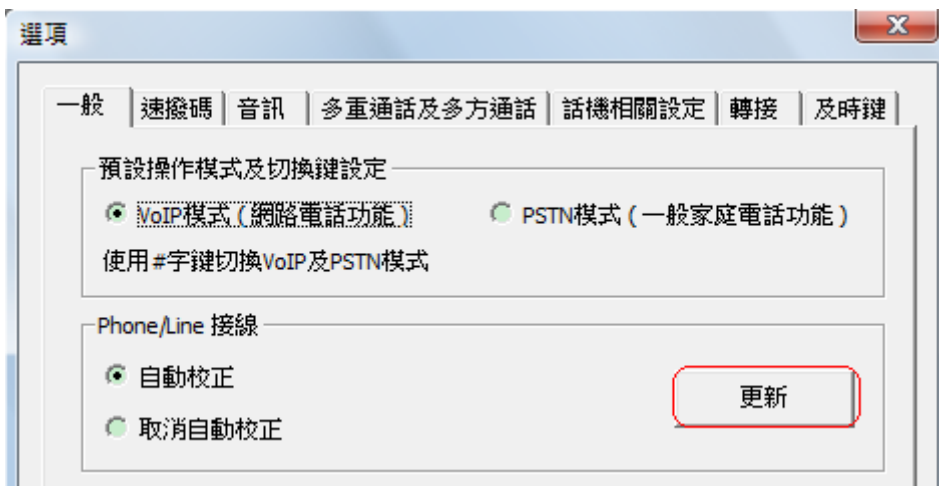 選項
一般 速撥碼 音訊 多重通話及多方通話 話機相關設定 轉接 及時鍵
預設操作模式及切換鍵設定
VoIP模式(網路電話功能) PSTN模式(一般家庭電話功能)
使用#字鍵切換VoIP及PSTN模式
Phone/Line 接線
自動校正
更新
取消自動校正